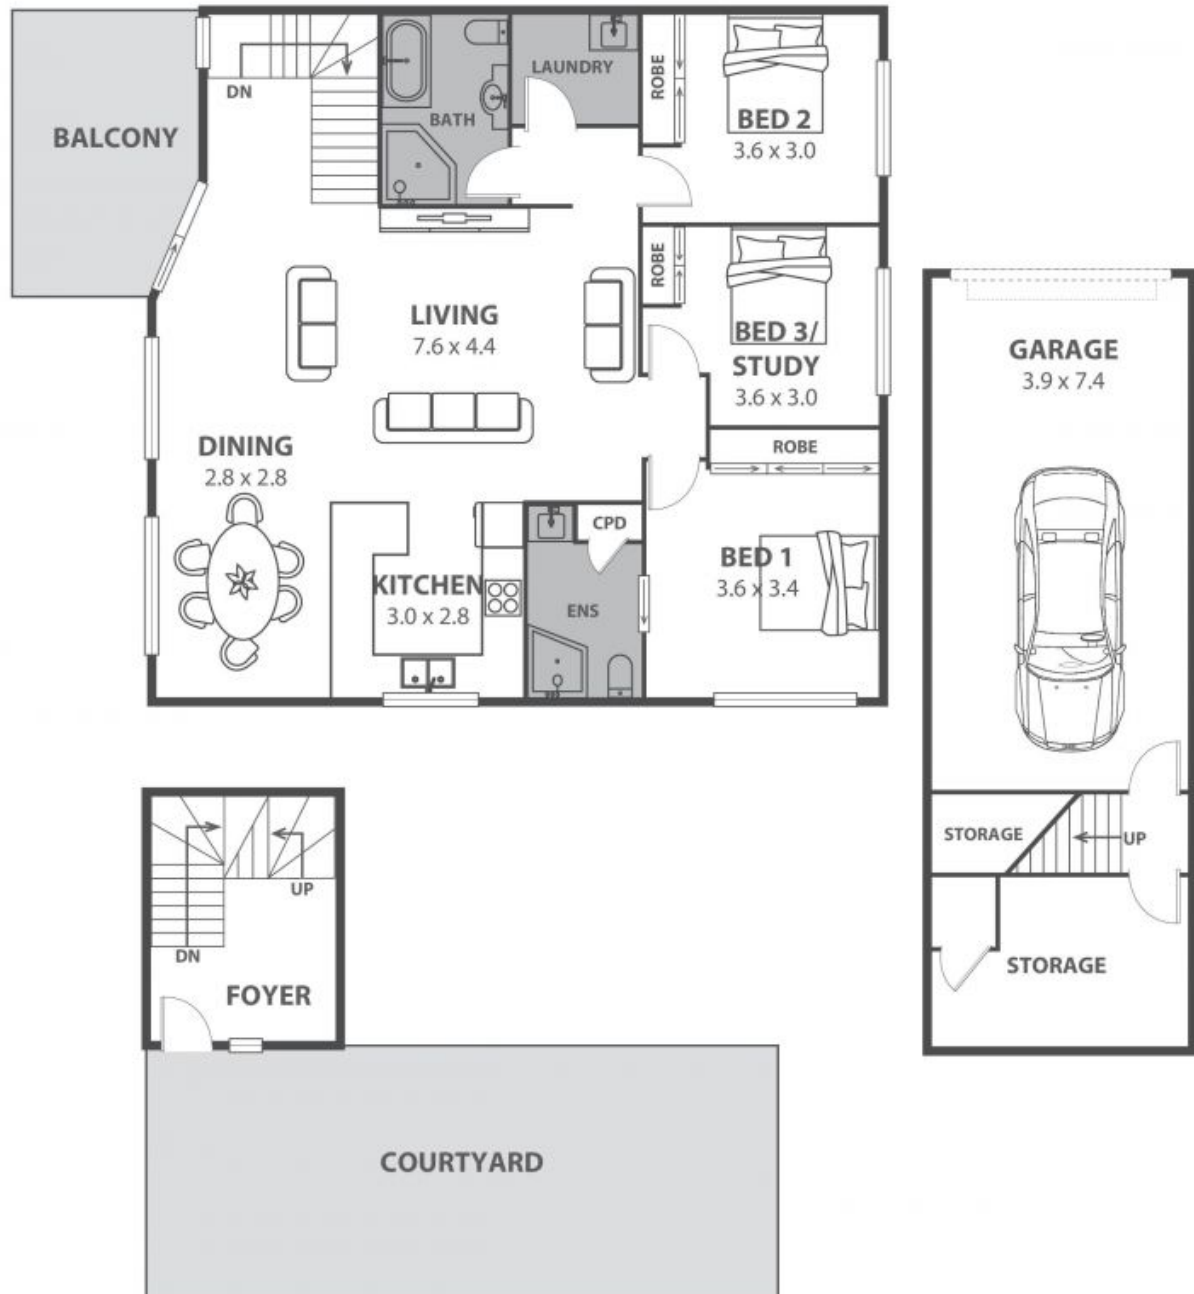 BALCONY
DN
BATH
LAUNDRY
ROBE
BED 2
3.6 x 3.0
LIVING
7.6 x 4.4
ROBE
BED 3/
STUDY
3.6 x 3.0
DINING
2.8 x 2.8
ROBE
KITCHEN
3.0 x 2.8
CPD
ENS
BED 1
3.6 x 3.4
GARAGE
3.9 x 7.4
STORAGE
UP
STORAGE
UP
DN
FOYER
COURTYARD